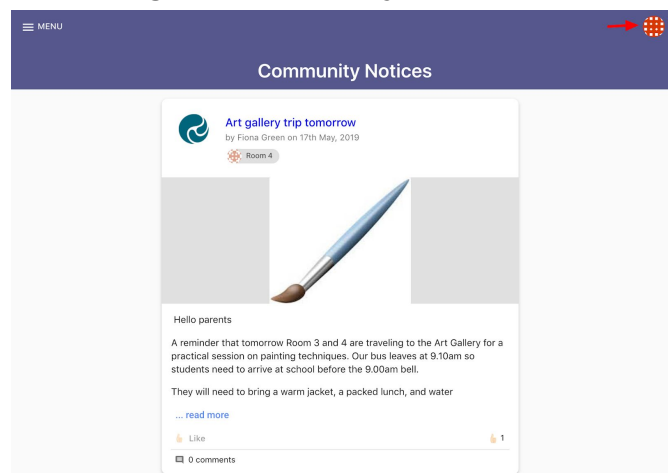 MENU
Community Notices
Art gallery trip tomorrow
by Fiona Green on 17th May, 2019
Room 4
Hello parents
A reminder that tomorrow Room 3 and 4 are traveling to the Art Gallery for a
practical session on painting techniques. Our bus leaves at 9.10am so
students need to arrive at school before the 9.00am bell.
They will need to bring a warm jacket, a packed lunch, and water
... read more
Like
1
0 comments